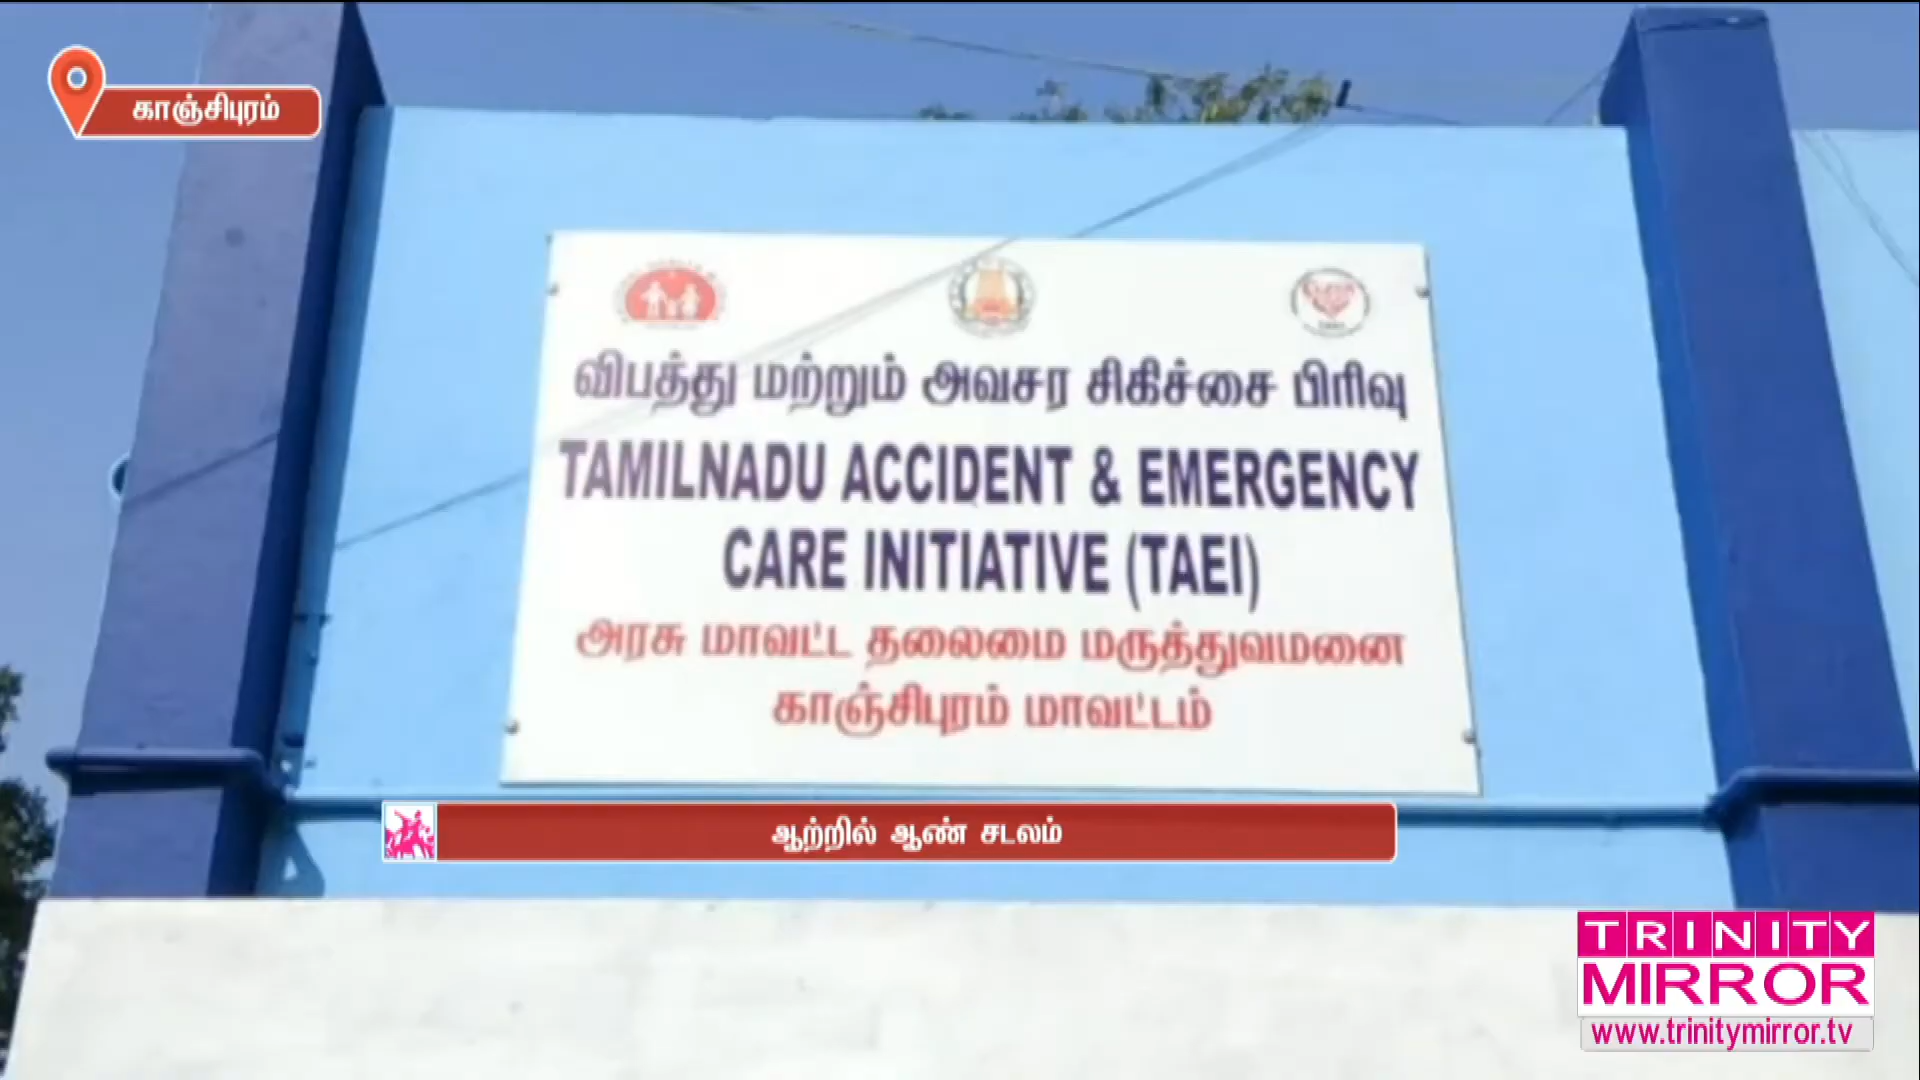 காஞ்சிபுரம்
விபத்து மற்றும் அவசர சிகிச்சை பிரிவு
TAMILNADU ACCIDENT & EMERGENCY
CARE INITIATIVE (TAEI)
அரசு மாவட்ட தலைமை மருத்துவமனை
காஞ்சிபுரம் மாவட்டம்
ஆற்றில் ஆண் சடலம்
TRINITY
MIRROR
www.trinitymirror.tv